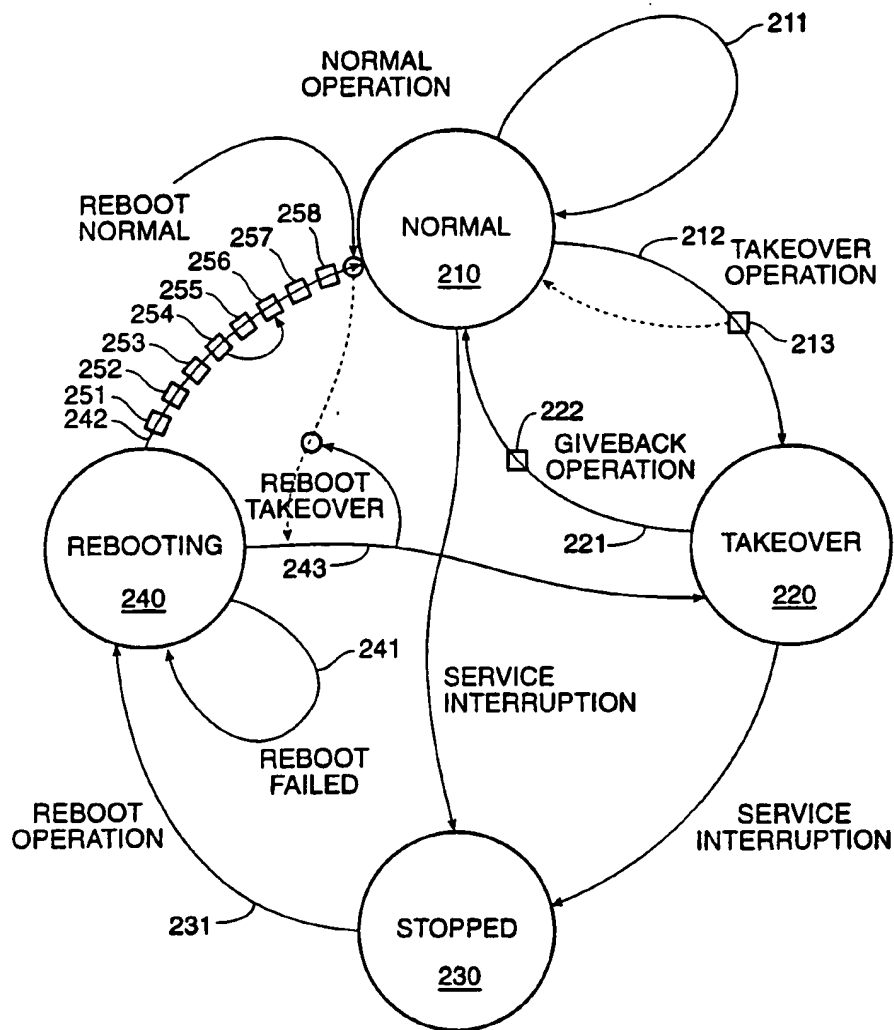 211
NORMAL
OPERATION
REBOOT
NORMAL
258
257
256
255
254
253
252
251
242
NORMAL
210
212
TAKEOVER
OPERATION
213
222
GIVEBACK
OPERATION
221
REBOOT
TAKEOVER
243
REBOOTING
240
TAKEOVER
220
241
REBOOT
FAILED
SERVICE
INTERRUPTION
REBOOT
OPERATION
SERVICE
INTERRUPTION
231
STOPPED
230